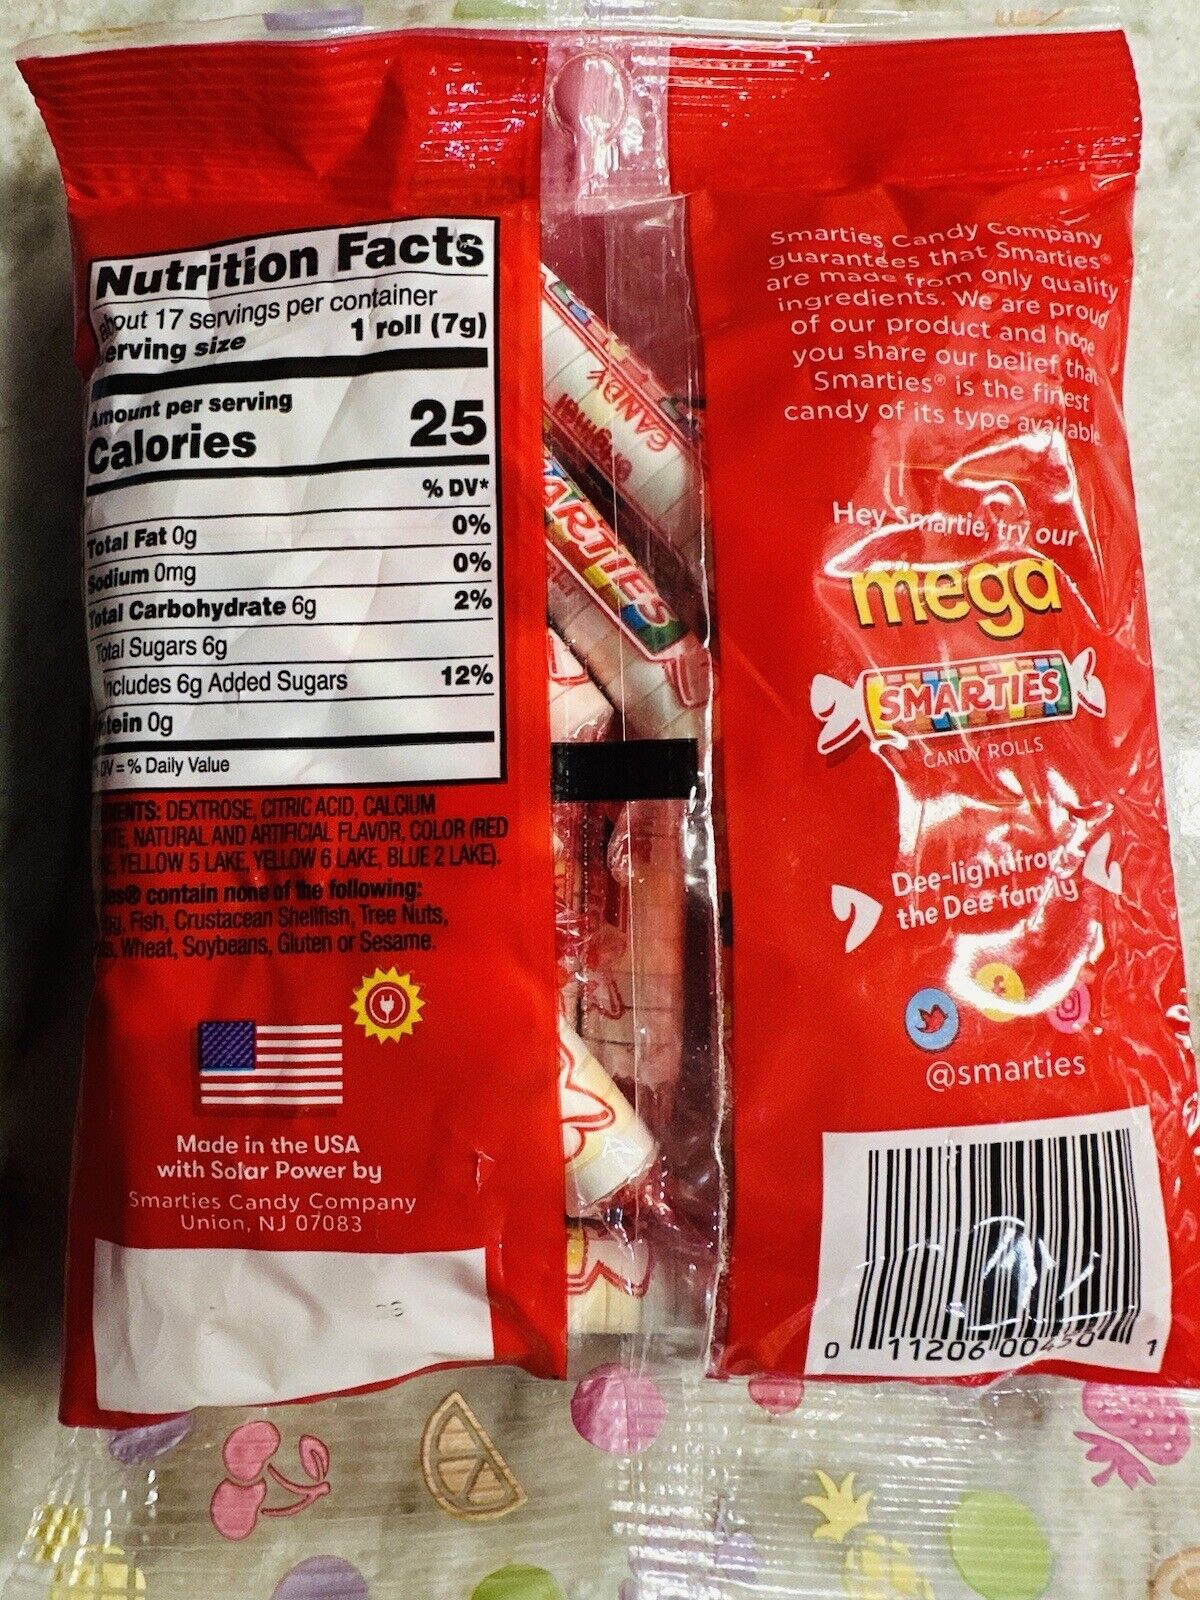 Nutrition Facts
about 17 servings per container
serving size 1 roll (7g)
Amount per serving
Calories 25
% DV*
Total Fat 0g 0%
Sodium 0mg 0%
Total Carbohydrate 6g 2%
Total Sugars 6g
Includes 6g Added Sugars 12%
tein 0g
DV = % Daily Value
DIENTS: DEXTROSE, CITRIC ACID, CALCIUM
NATURAL AND ARTIFICIAL FLAVOR, COLOR (RED
YELLOW 5 LAKE, YELLOW 6 LAKE, BLUE 2 LAKE).
contain none of the following:
Fish, Crustacean Shellfish, Tree Nuts,
Wheat, Soybeans, Gluten or Sesame.
Made in the USA
with Solar Power by
Smarties Candy Company
Union, NJ 07083
CANDY
ARTIES
Smarties Candy Company
guarantees that Smarties®
are made from only quality
ingredients. We are proud
of our product and hope
you share our belief that
Smarties® is the finest
candy of its type available
Hey Smartie, try our
mega
SMARTIES
CANDY ROLLS
Dee-light from
the Dee family
@smarties
0 11206 00450 1